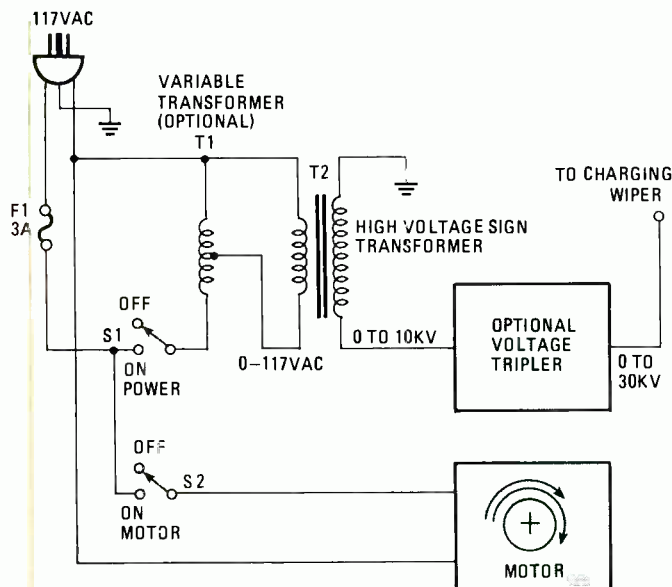 117VAC
VARIABLE
TRANSFORMER
(OPTIONAL)
T1
T2
TO CHARGING
WIPER
F1
3A
HIGH VOLTAGE SIGN
TRANSFORMER
OFF
S1
ON
POWER
0-117VAC
0 TO 10KV
OPTIONAL
VOLTAGE
TRIPLER
0 TO
30KV
OFF
S2
ON
MOTOR
MOTOR